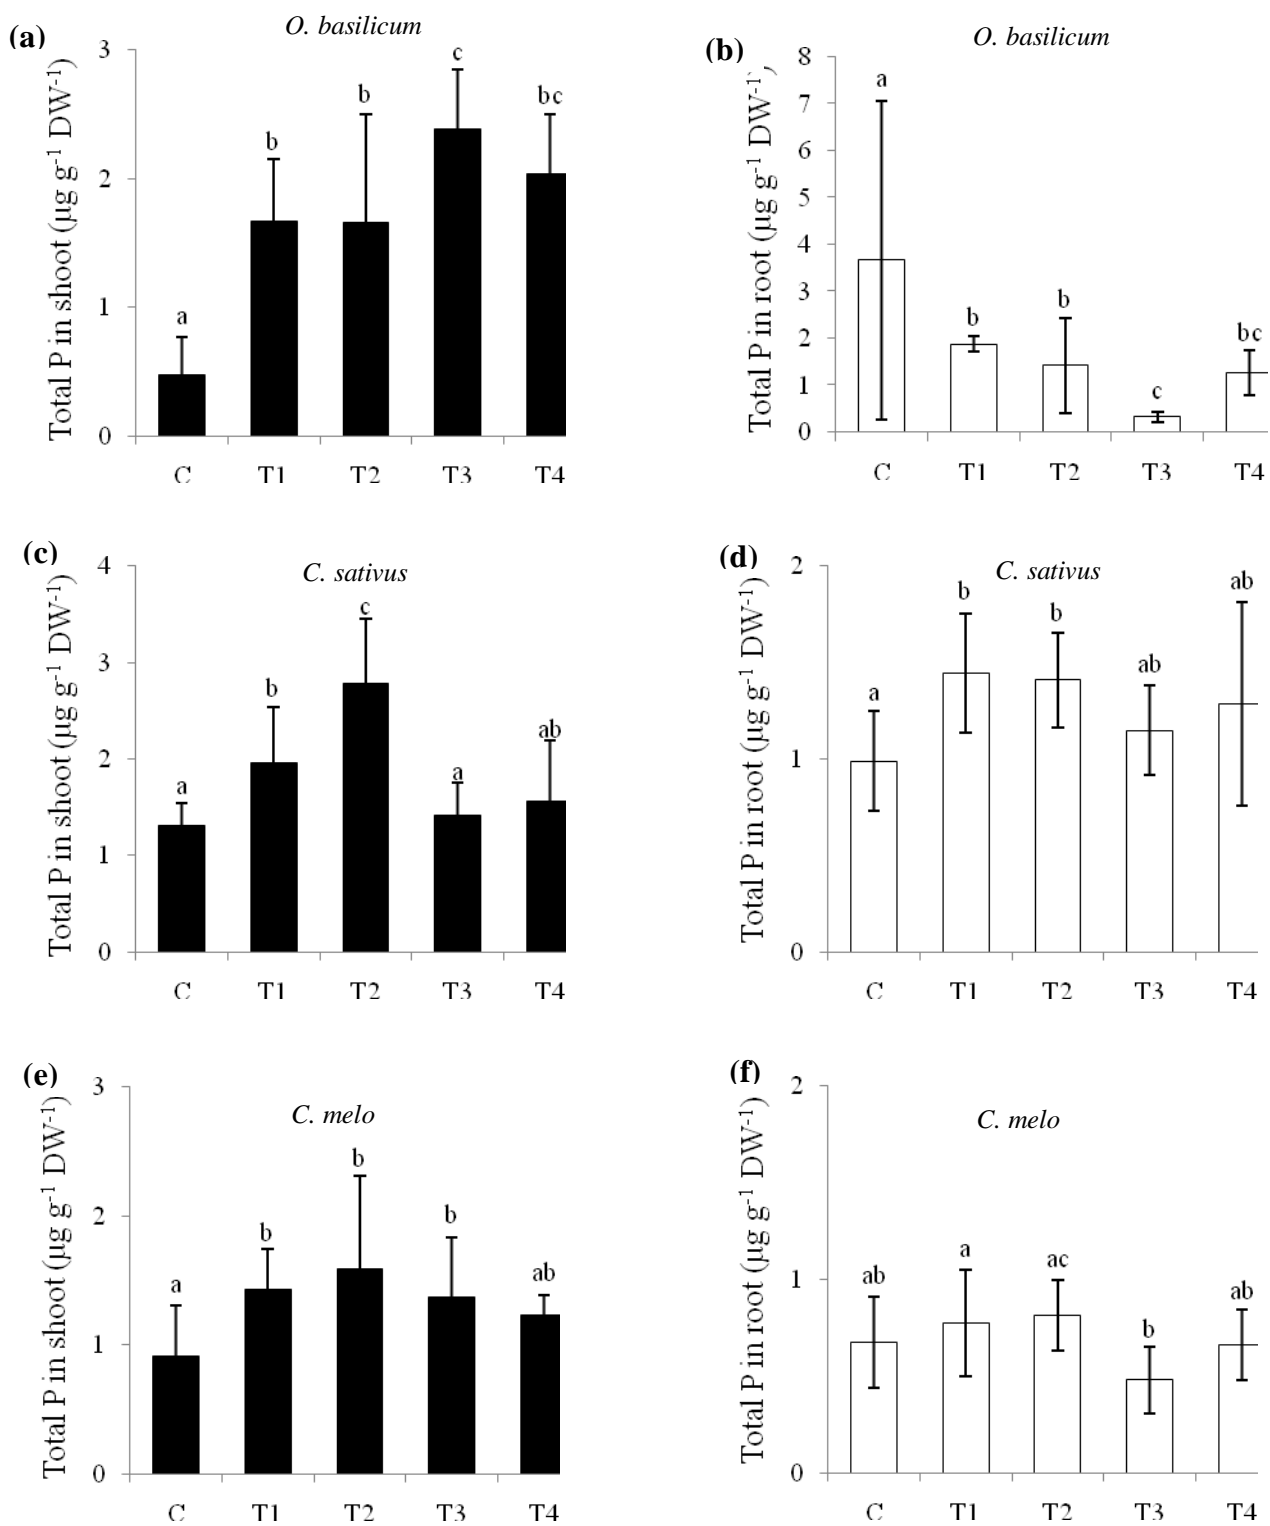 (a)
O. basilicum
Total P in shoot (µg g⁻¹ DW⁻¹)
3
2
1
0
a
b
b
c
bc
C T1 T2 T3 T4
(b)
O. basilicum
Total P in root (µg g⁻¹ DW⁻¹)
8
7
6
5
4
3
2
1
0
a
b
b
c
bc
C T1 T2 T3 T4
(c)
C. sativus
Total P in shoot (µg g⁻¹ DW⁻¹)
4
3
2
1
0
a
b
c
a
ab
C T1 T2 T3 T4
(d)
C. sativus
Total P in root (µg g⁻¹ DW⁻¹)
2
1
0
a
b
b
ab
ab
C T1 T2 T3 T4
(e)
C. melo
Total P in shoot (µg g⁻¹ DW⁻¹)
3
2
1
0
a
b
b
b
ab
C T1 T2 T3 T4
(f)
C. melo
Total P in root (µg g⁻¹ DW⁻¹)
2
1
0
ab
a
ac
b
ab
C T1 T2 T3 T4